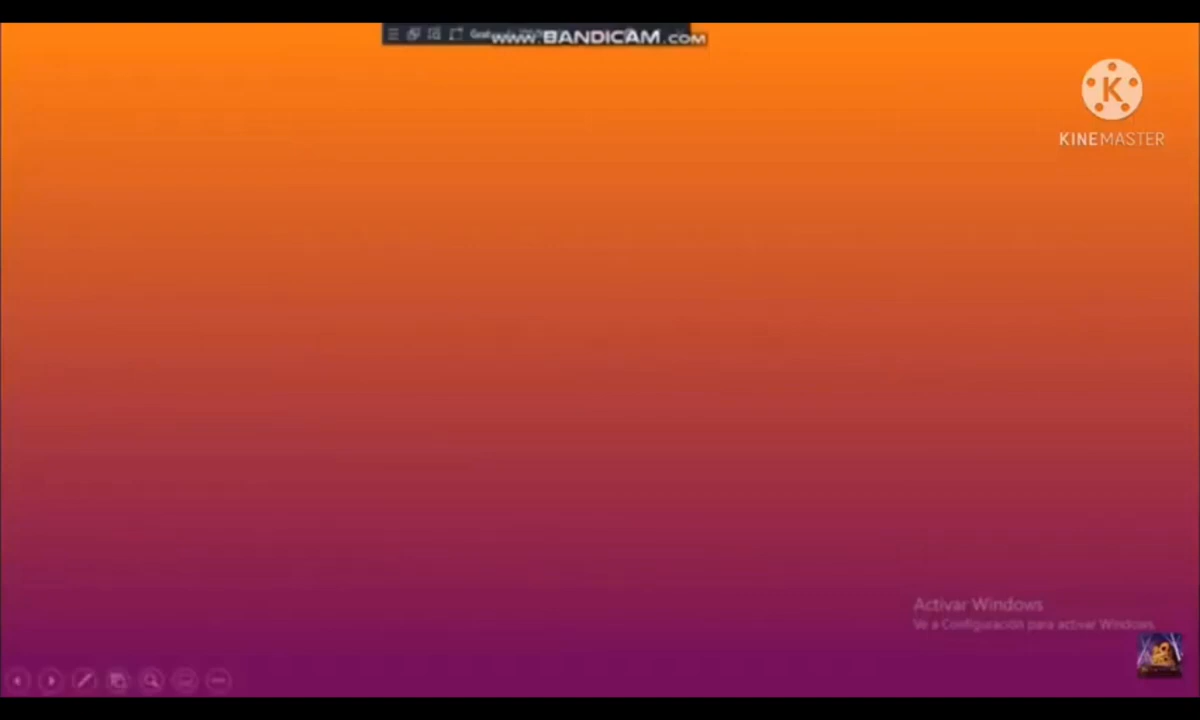 www.BANDICAM.COM
K
KINEMASTER
Activar Windows
Ve a Configuración para activar Windows.